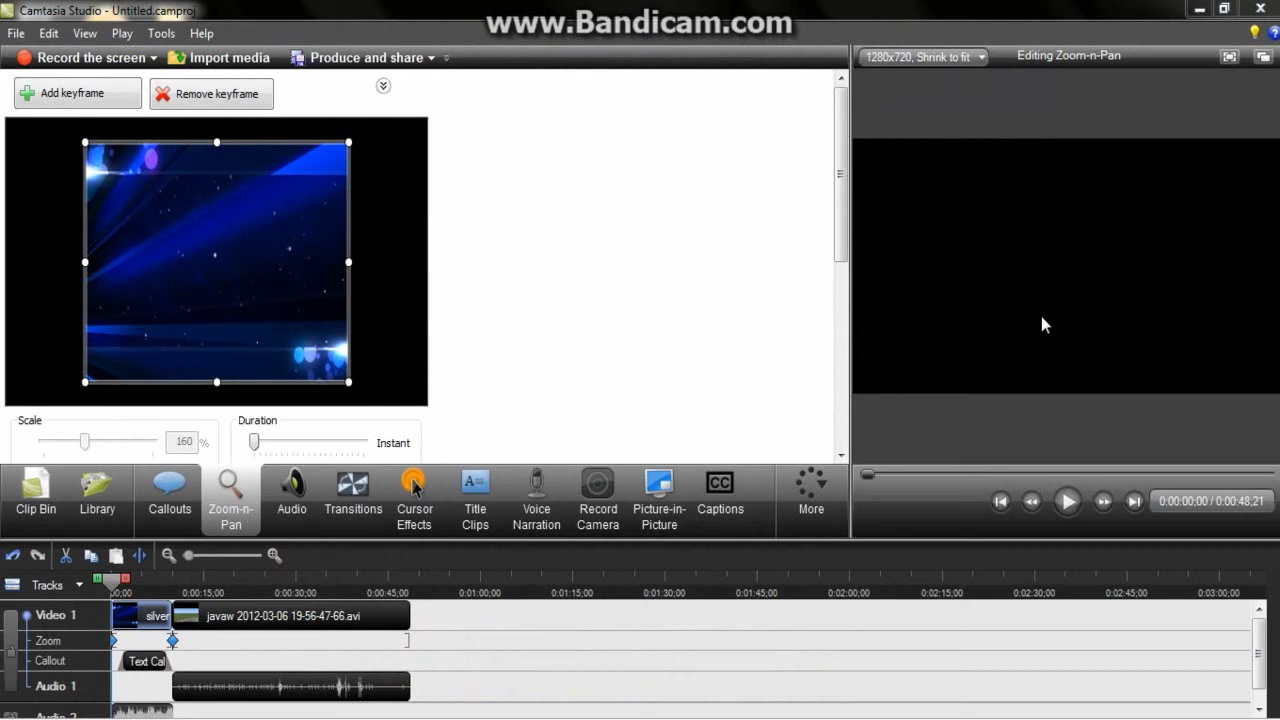 Camtasia Studio - Untitled.camproj
www.Bandicam.com
File Edit View Play Tools Help
Record the screen Import media Produce and share
1280x720, Shrink to fit Editing Zoom-n-Pan
Add keyframe Remove keyframe
Scale Duration
160 % Instant
Clip Bin Library Callouts Zoom-n-Pan Audio Transitions Cursor Effects Title Clips Voice Narration Record Camera Picture-in-Picture Captions More
0:00:00;00 / 0:00:48,21
Tracks
00;00 0:00:15;00 0:00:30;00 0:00:45;00 0:01:00;00 0:01:15;00 0:01:30;00 0:01:45;00 0:02:00;00 0:02:15;00 0:02:30;00 0:02:45;00 0:03:00;00
Video 1 silver javaw 2012-03-06 19-56-47-66.avi
Zoom
Callout Text Cal
Audio 1
Audio 2